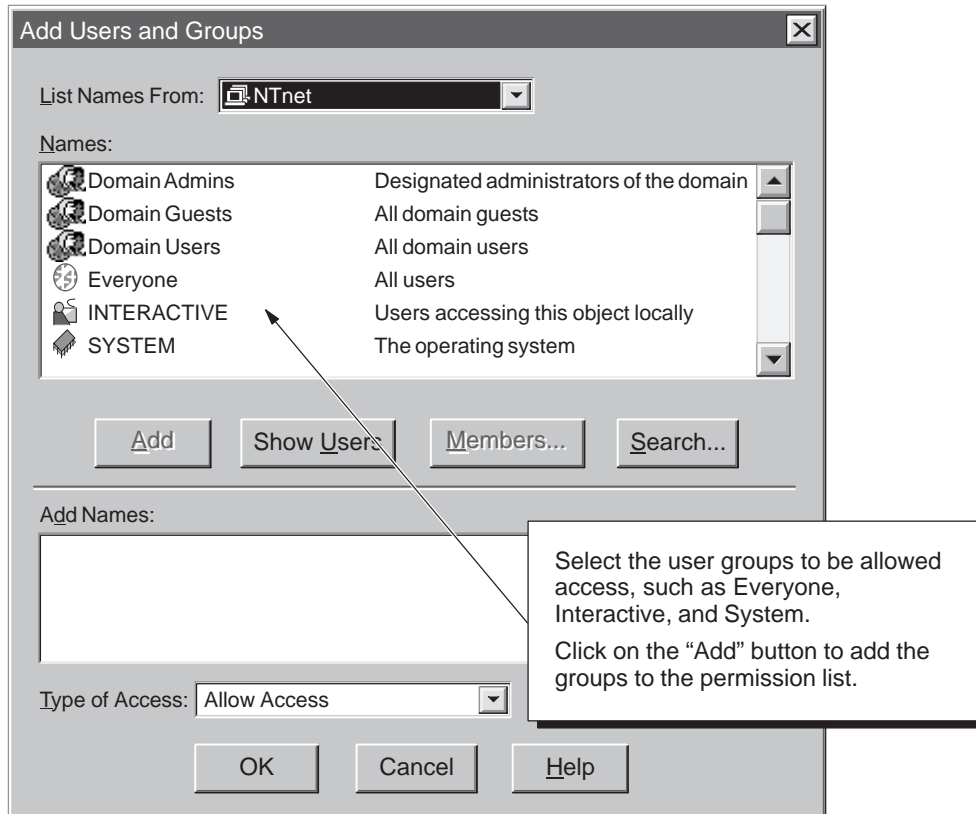 Add Users and Groups
List Names From: NTnet
Names:
Domain Admins Designated administrators of the domain
Domain Guests All domain guests
Domain Users All domain users
Everyone All users
INTERACTIVE Users accessing this object locally
SYSTEM The operating system
Add Show Users Members... Search...
Add Names:
Select the user groups to be allowed
access, such as Everyone,
Interactive, and System.
Click on the “Add” button to add the
groups to the permission list.
Type of Access: Allow Access
OK Cancel Help